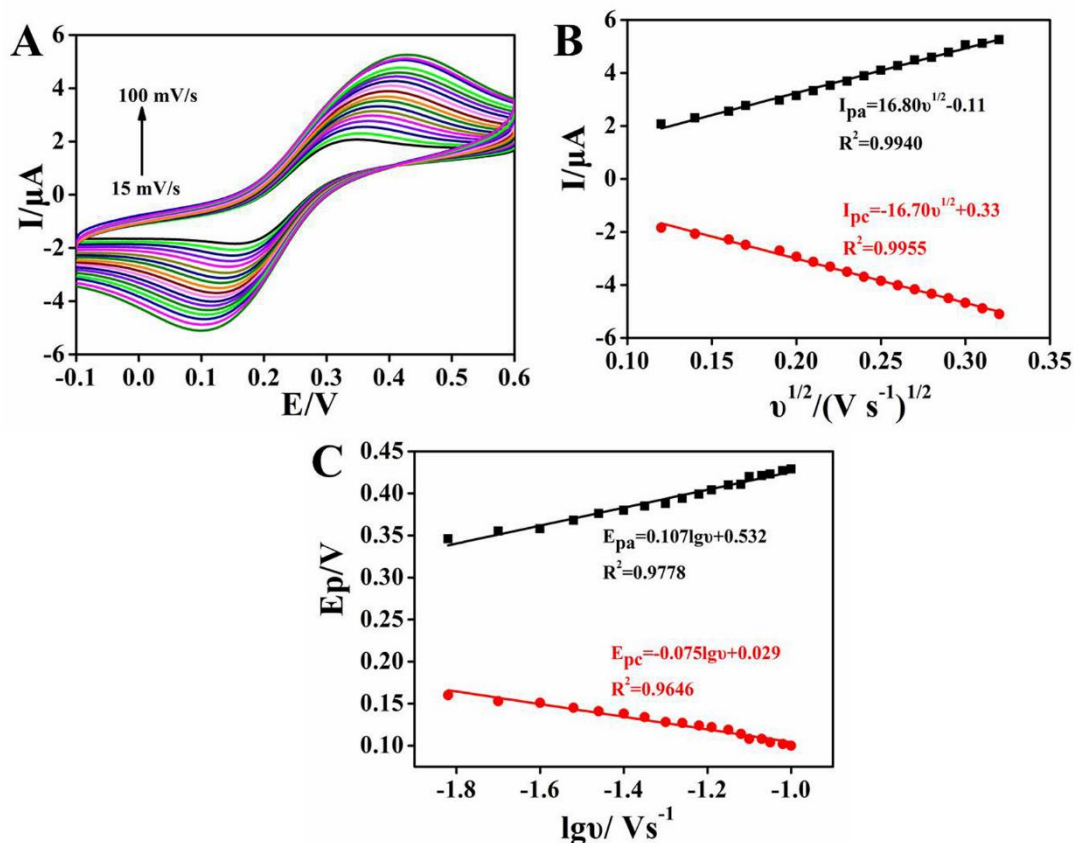 A
100 mV/s
15 mV/s
I/μA
6
4
2
0
-2
-4
-6
-0.1 0.0 0.1 0.2 0.3 0.4 0.5 0.6
E/V
B
I/μA
6
4
2
0
-2
-4
-6
Ipa=16.80υ^1/2-0.11
R²=0.9940
Ipc=-16.70υ^1/2+0.33
R²=0.9955
0.10 0.15 0.20 0.25 0.30 0.35
υ^1/2/(V s^-1)^1/2
C
Ep/V
0.45
0.40
0.35
0.30
0.25
0.20
0.15
0.10
Epa=0.107lgυ+0.532
R²=0.9778
Epc=-0.075lgυ+0.029
R²=0.9646
-1.8 -1.6 -1.4 -1.2 -1.0
lgυ/ Vs^-1